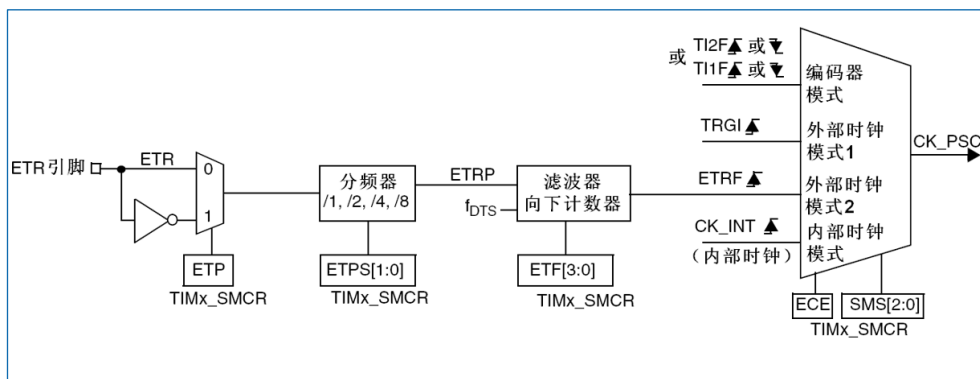 ETR引脚
ETR
0
1
ETP
TIMx_SMCR
分频器
/1, /2, /4, /8
ETPS[1:0]
TIMx_SMCR
ETRP
fDTS
滤波器
向下计数器
ETF[3:0]
TIMx_SMCR
或
TI2F 或
TI1F 或
TRGI
ETRF
CK_INT
(内部时钟)
编码器
模式
外部时钟
模式1
外部时钟
模式2
内部时钟
模式
CK_PSC
ECE
SMS[2:0]
TIMx_SMCR